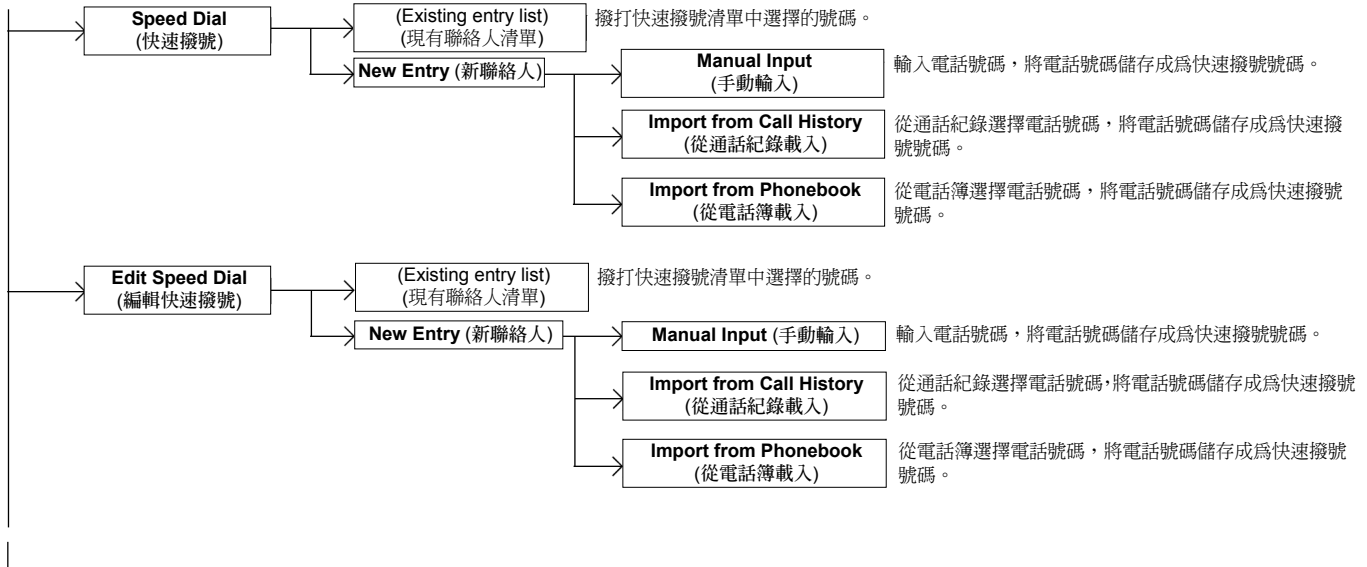 Speed Dial
(快速撥號)
(Existing entry list)
(現有聯絡人清單)
撥打快速撥號清單中選擇的號碼。
New Entry (新聯絡人)
Manual Input
(手動輸入)
輸入電話號碼，將電話號碼儲存成爲快速撥號號碼。
Import from Call History
(從通話紀錄載入)
從通話紀錄選擇電話號碼，將電話號碼儲存成爲快速撥
號號碼。
Import from Phonebook
(從電話簿載入)
從電話簿選擇電話號碼，將電話號碼儲存成爲快速撥號
號碼。
Edit Speed Dial
(編輯快速撥號)
(Existing entry list)
(現有聯絡人清單)
撥打快速撥號清單中選擇的號碼。
New Entry (新聯絡人)
Manual Input (手動輸入)
輸入電話號碼，將電話號碼儲存成爲快速撥號號碼。
Import from Call History
(從通話紀錄載入)
從通話紀錄選擇電話號碼，將電話號碼儲存成爲快速撥號
號碼。
Import from Phonebook
(從電話簿載入)
從電話簿選擇電話號碼，將電話號碼儲存成爲快速撥號
號碼。